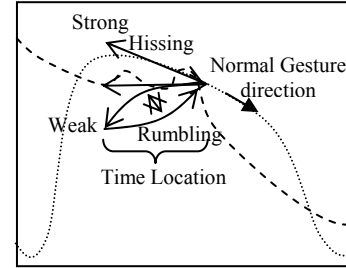 Strong
Hissing
Normal Gesture
direction
Weak
Rumbling
Time Location